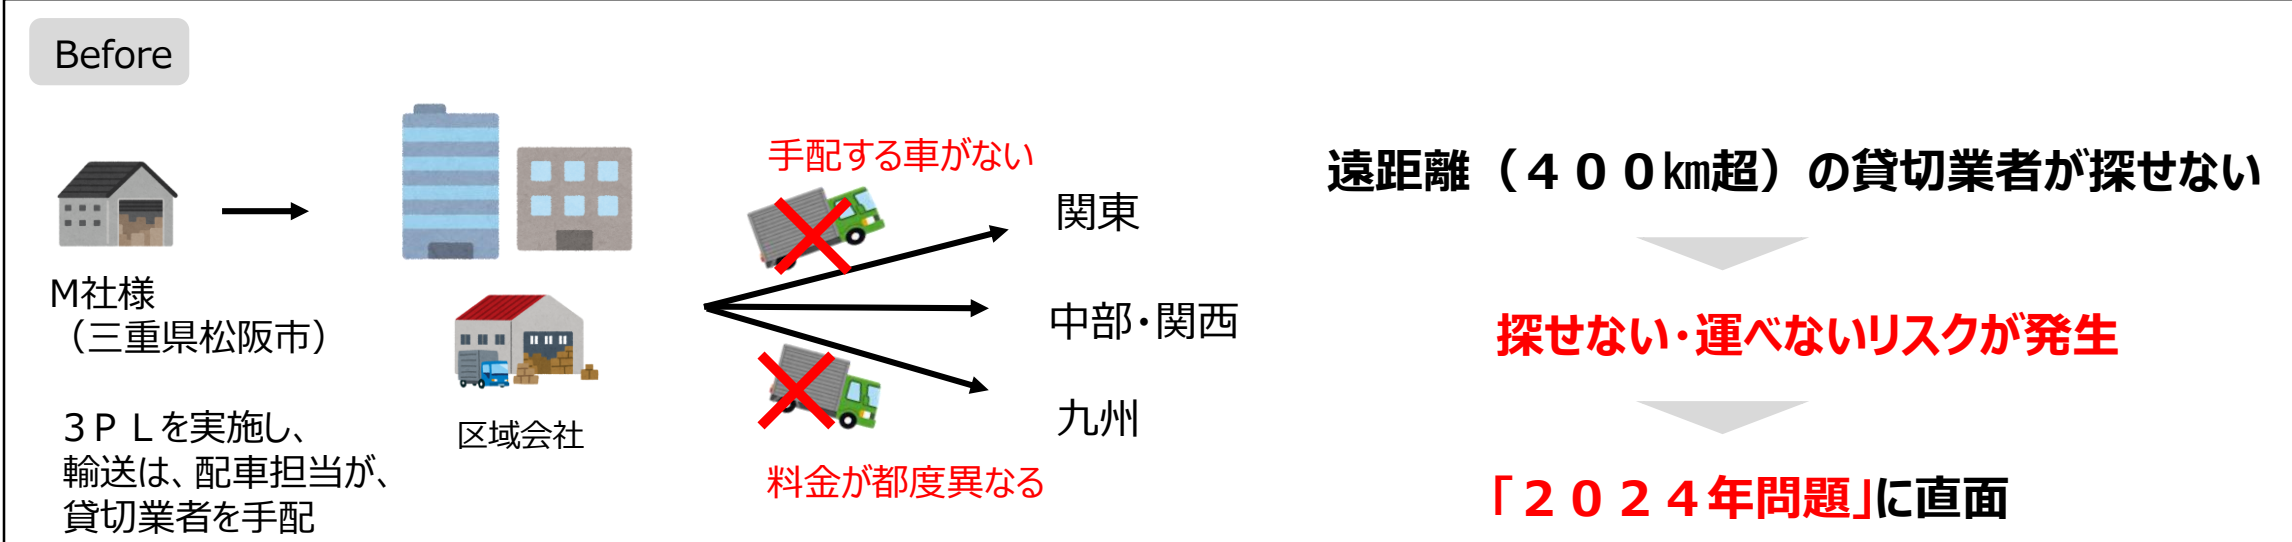 Before
手配する車がない
遠距離（４００㎞超）の貸切業者が探せない
関東
M社様
（三重県松阪市）
中部・関西
探せない・運べないリスクが発生
３ＰＬを実施し、
輸送は、配車担当が、
貸切業者を手配
区域会社
九州
料金が都度異なる
「２０２４年問題」に直面